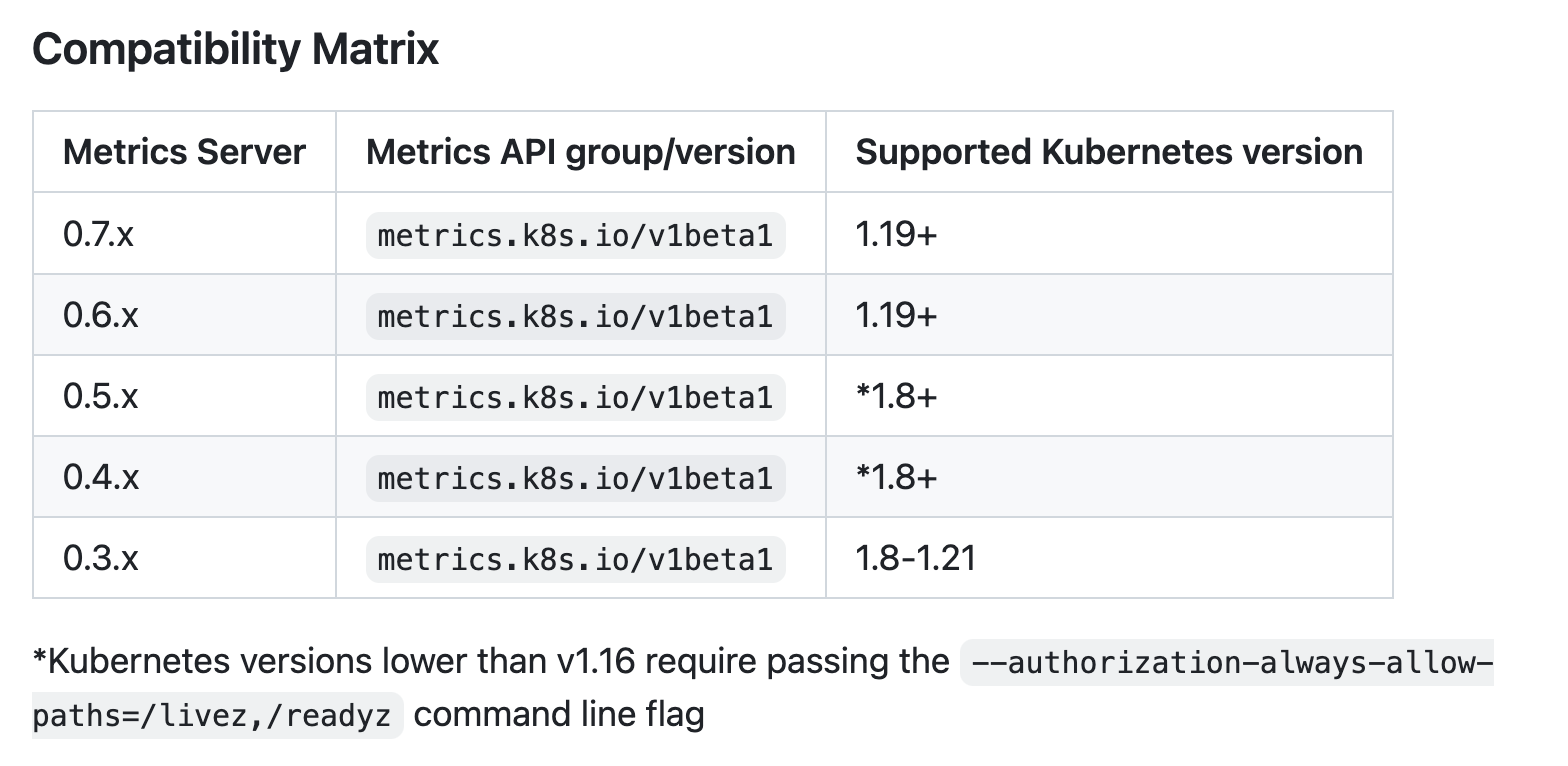 Compatibility Matrix
Metrics Server Metrics API group/version Supported Kubernetes version
0.7.x metrics.k8s.io/v1beta1 1.19+
0.6.x metrics.k8s.io/v1beta1 1.19+
0.5.x metrics.k8s.io/v1beta1 *1.8+
0.4.x metrics.k8s.io/v1beta1 *1.8+
0.3.x metrics.k8s.io/v1beta1 1.8-1.21
*Kubernetes versions lower than v1.16 require passing the --authorization-always-allow-
paths=/livez,/readyz command line flag